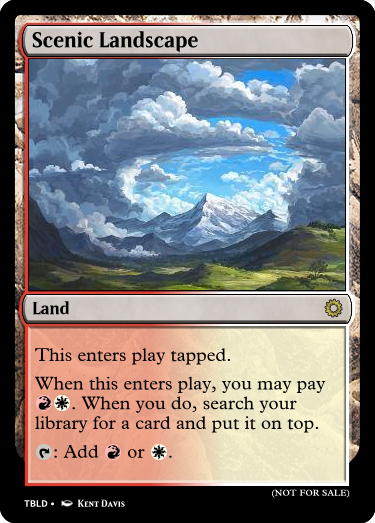 Scenic Landscape
Land
This enters play tapped.
When this enters play, you may pay
. When you do, search your
library for a card and put it on top.
: Add or .
(NOT FOR SALE)
TBLD • Kent Davis